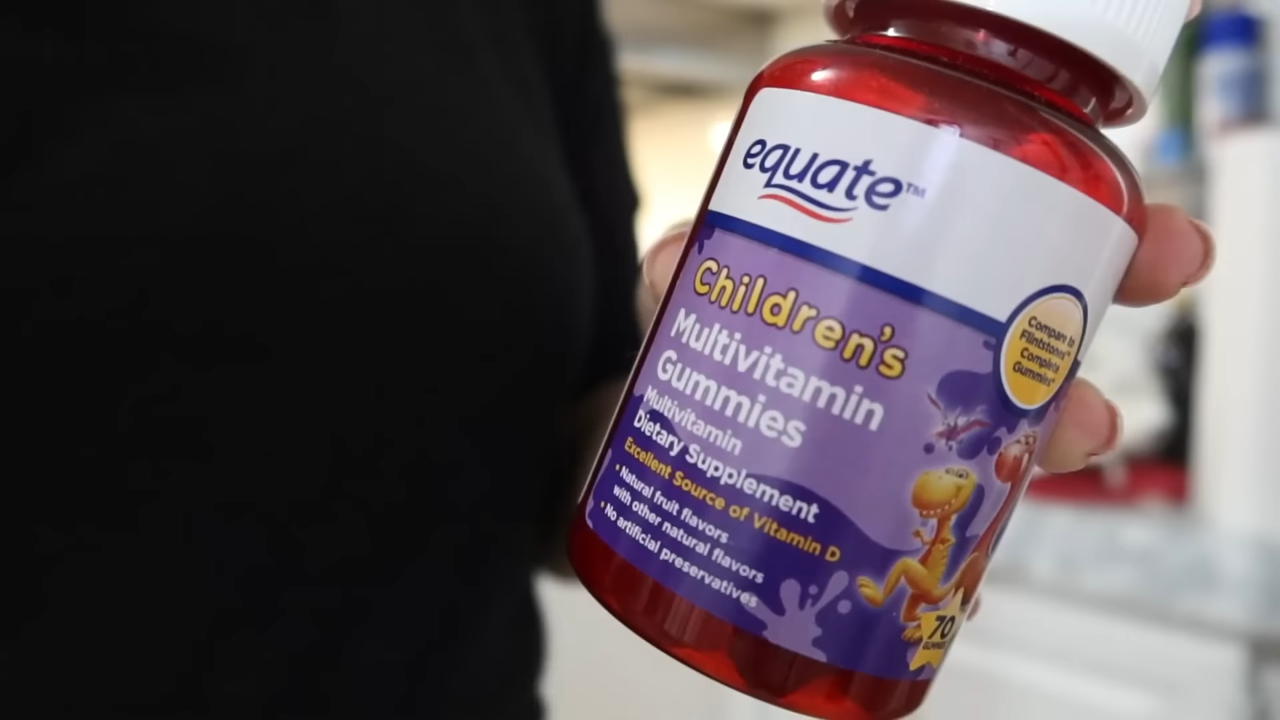 equate™
Children's
Multivitamin
Gummies
Multivitamin
Dietary Supplement
Excellent Source of Vitamin D
• Natural fruit flavors
with other natural flavors
• No artificial preservatives
Compare to
Flintstones™
Complete
Gummies*
70
GUMMIES